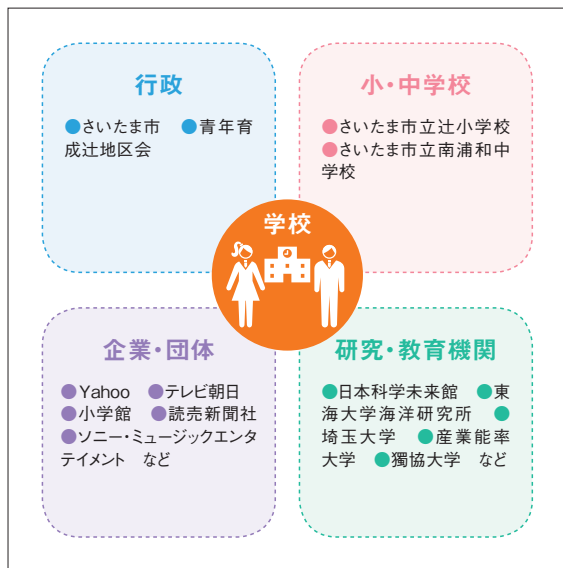 行政
●さいたま市 ●青年育
成辻地区会
小・中学校
●さいたま市立辻小学校
●さいたま市立南浦和中
学校
学校
企業・団体
●Yahoo ●テレビ朝日
●小学館 ●読売新聞社
●ソニー・ミュージックエンタ
テイメント など
研究・教育機関
●日本科学未来館 ●東
海大学海洋研究所 ●
埼玉大学 ●産業能率
大学 ●獨協大学 など